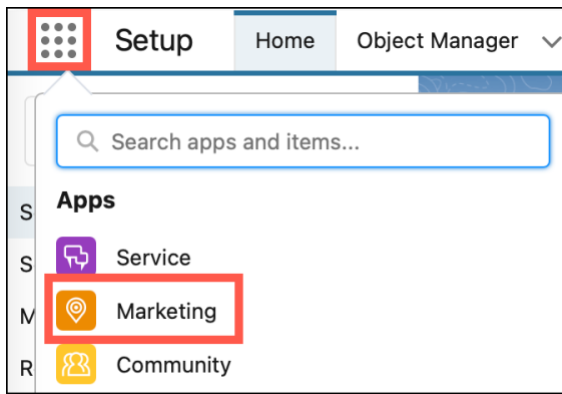 Setup Home Object Manager
Search apps and items...
Apps
S
Service
S
Marketing
M
Community
R